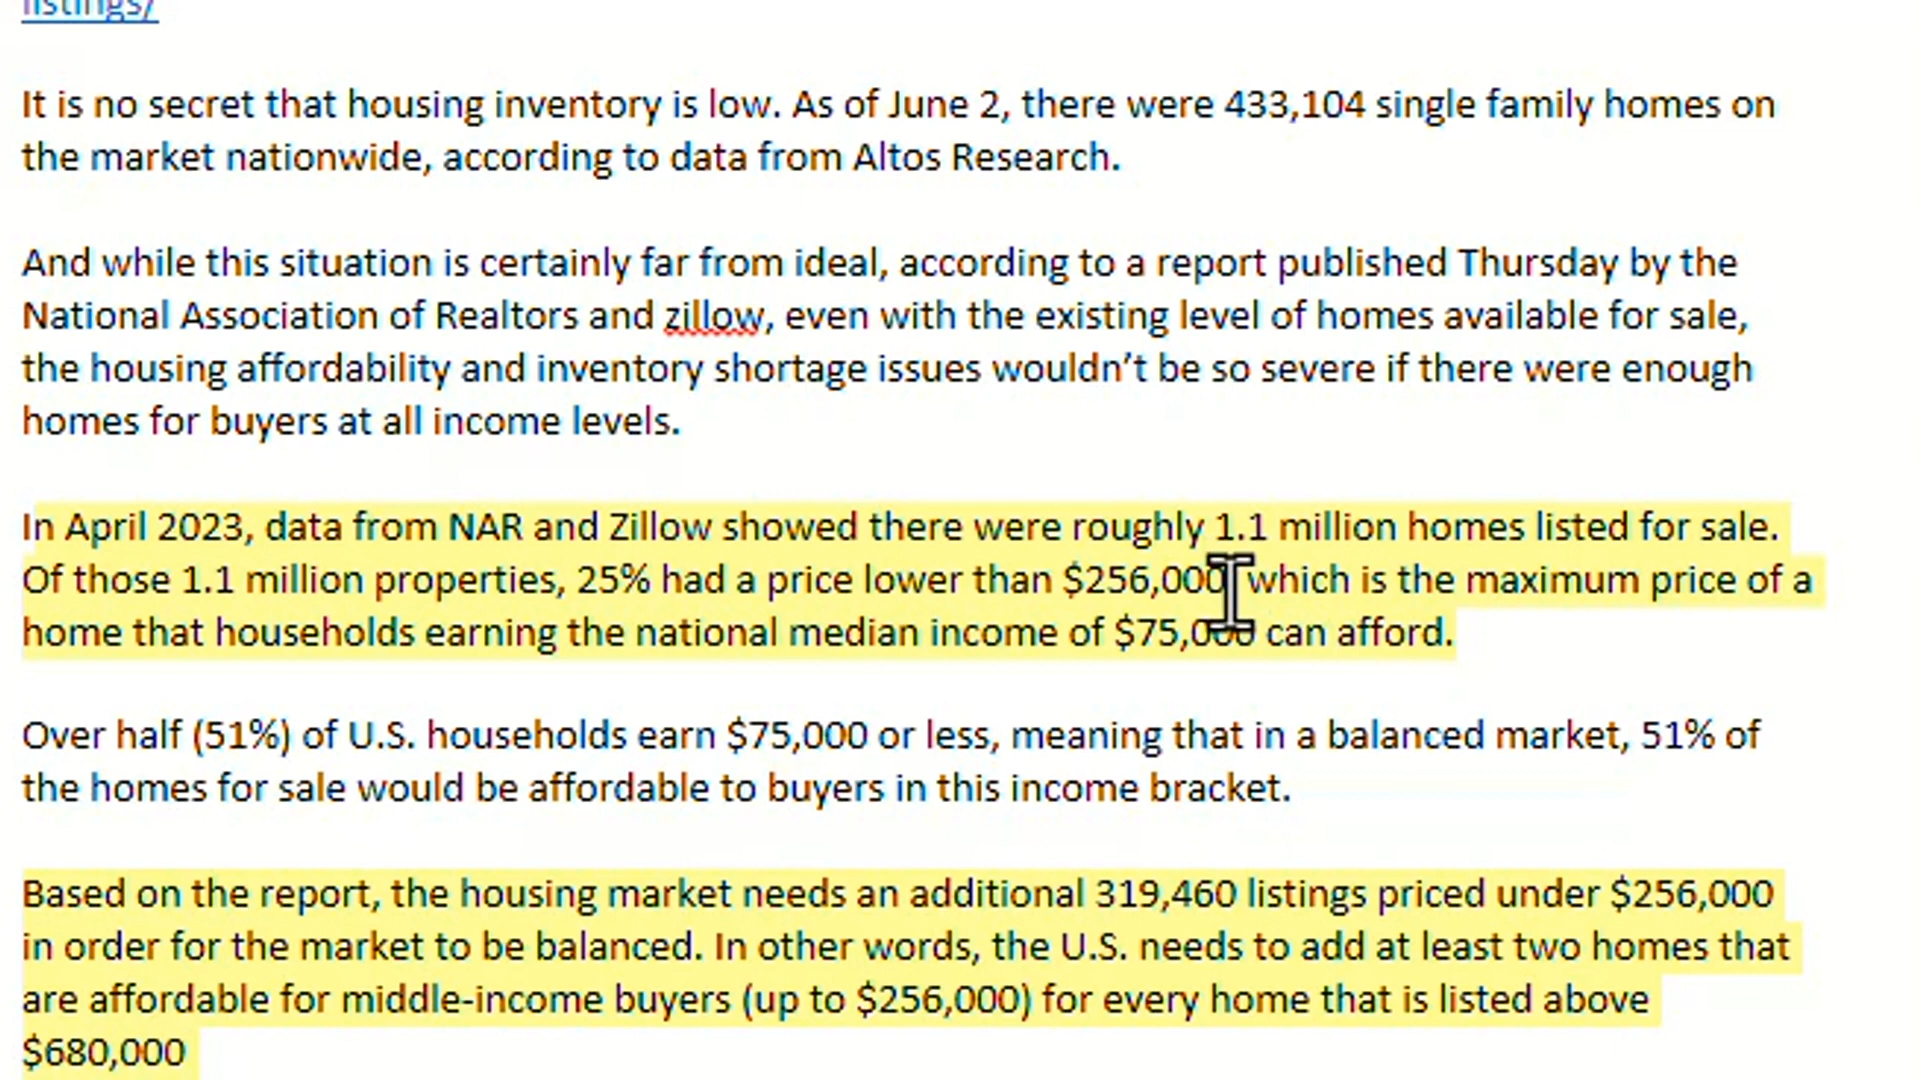 listings/
It is no secret that housing inventory is low. As of June 2, there were 433,104 single family homes on
the market nationwide, according to data from Altos Research.
And while this situation is certainly far from ideal, according to a report published Thursday by the
National Association of Realtors and zillow, even with the existing level of homes available for sale,
the housing affordability and inventory shortage issues wouldn’t be so severe if there were enough
homes for buyers at all income levels.
In April 2023, data from NAR and Zillow showed there were roughly 1.1 million homes listed for sale.
Of those 1.1 million properties, 25% had a price lower than $256,000, which is the maximum price of a
home that households earning the national median income of $75,000 can afford.
Over half (51%) of U.S. households earn $75,000 or less, meaning that in a balanced market, 51% of
the homes for sale would be affordable to buyers in this income bracket.
Based on the report, the housing market needs an additional 319,460 listings priced under $256,000
in order for the market to be balanced. In other words, the U.S. needs to add at least two homes that
are affordable for middle-income buyers (up to $256,000) for every home that is listed above
$680,000